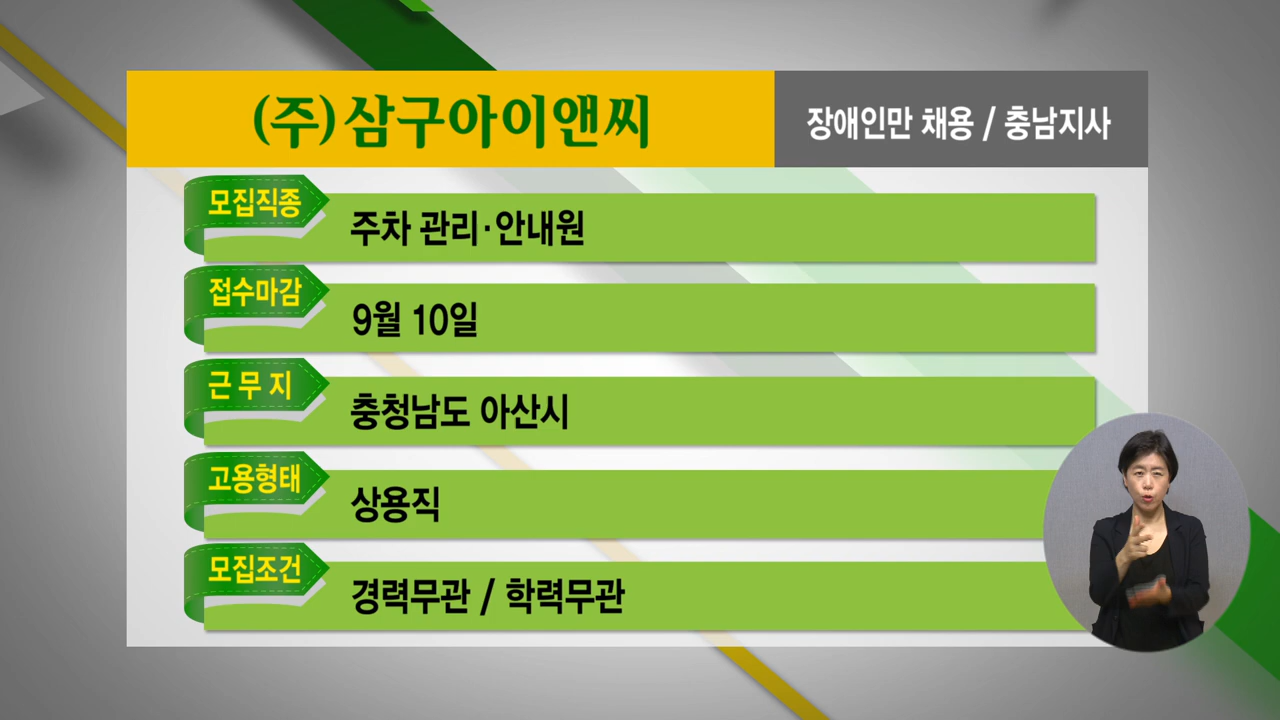 (주)삼구아이앤씨
장애인만 채용 / 충남지사
모집직종
주차 관리·안내원
접수마감
9월 10일
근 무 지
충청남도 아산시
고용형태
상용직
모집조건
경력무관 / 학력무관